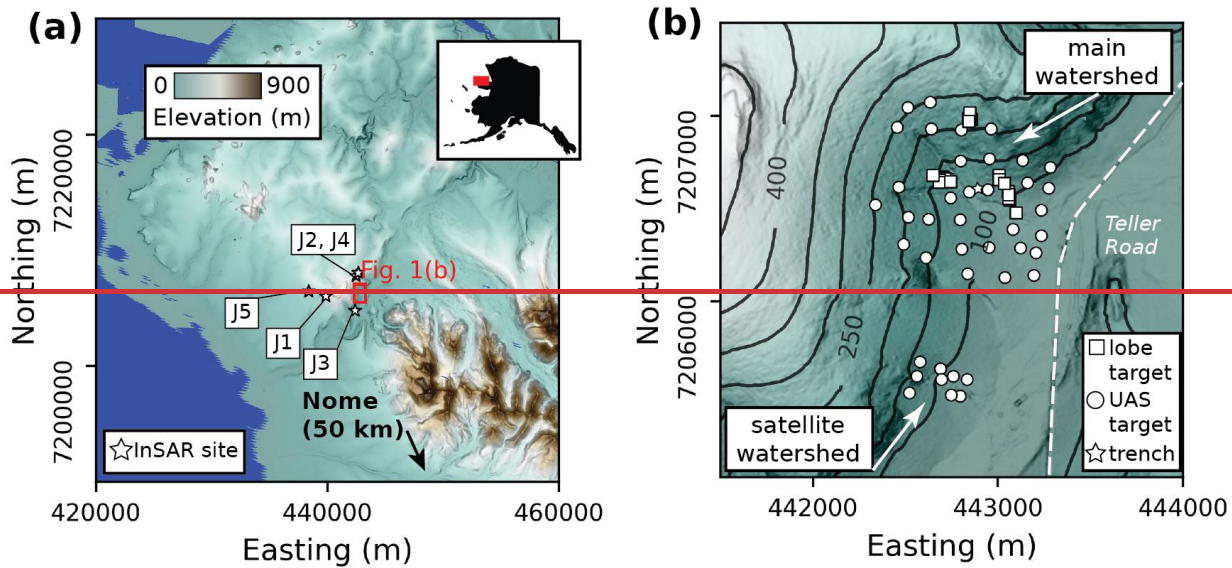 (a)
0 900
Elevation (m)
7220000
7200000
Northing (m)
J2, J4
Fig. 1(b)
J5
J1
J3
Nome
(50 km)
InSAR site
420000 440000 460000
Easting (m)
(b)
main
watershed
7207000
7206000
Northing (m)
400
100
250
Teller
Road
lobe
target
UAS
target
trench
satellite
watershed
442000 443000 444000
Easting (m)